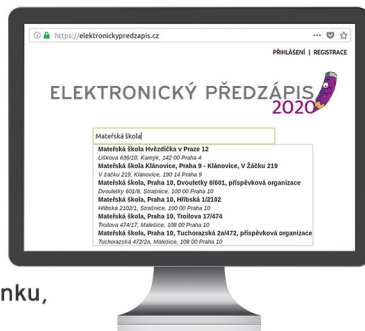 https://elektronickypredzapis.cz
PŘIHLÁŠENÍ | REGISTRACE
ELEKTRONICKÝ PŘEDZÁPIS
2020
Mateřská škola
Mateřská škola Hvězdička v Praze 12
Liškova 636/10, Kamýk, 142 00 Praha 4
Mateřská škola Klánovice, Praha 9 - Klánovice, V Žáčku 219
V žáčku 219, Klánovice, 190 14 Praha 9
Mateřská škola, Praha 10, Dvouletky 8/601, příspěvková organizace
Dvouletky 601/8, Strašnice, 100 00 Praha 10
Mateřská škola, Praha 10, Hřibská 1/2102
Hřibská 2102/1, Strašnice, 100 00 Praha 10
Mateřská škola, Praha 10, Troilova 17/474
Troilova 474/17, Malešice, 108 00 Praha 10
Mateřská škola, Praha 10, Tuchorazská 2a/472, příspěvková organizace
Tuchorazská 472/2a, Malešice, 108 00 Praha 10
nku,